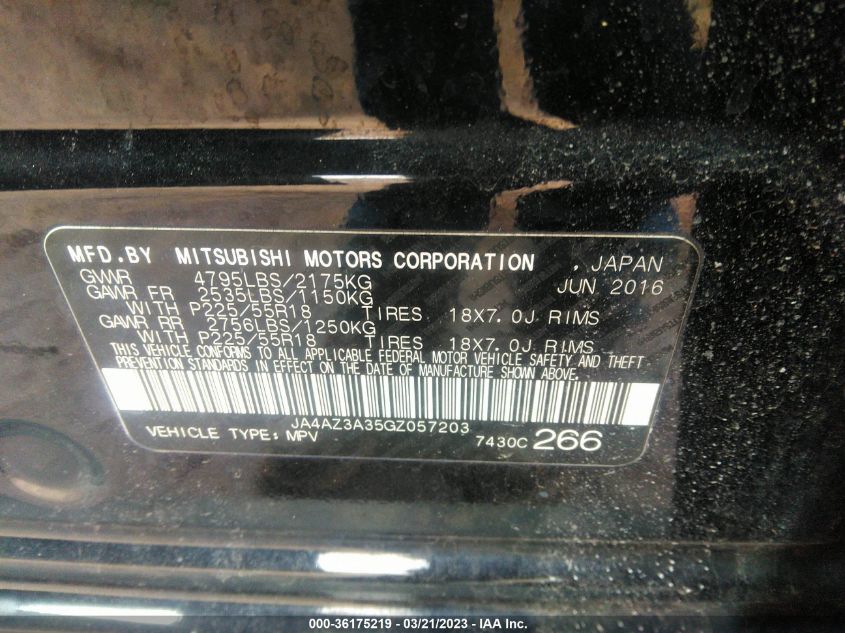 MFD.BY MITSUBISHI MOTORS CORPORATION , JAPAN
GWWR 4795LBS/2175KG JUN 2016
GAWR FR 2535LBS/1150KG
WITH P225/55R18 TIRES 18X7.0J RIMS
GAWR RR 2756LBS/1250KG
WITH P225/55R18 TIRES 18X7.0J RIMS
THIS VEHICLE CONFORMS TO ALL APPLICABLE FEDERAL MOTOR VEHICLE SAFETY AND THEFT
PREVENTION STANDARDS IN EFFECT ON THE DATE OF MANUFACTURE SHOWN ABOVE.
JA4AZ3A35GZ057203
VEHICLE TYPE: MPV 7430C 266
000-36175219 - 03/21/2023 - IAA Inc.